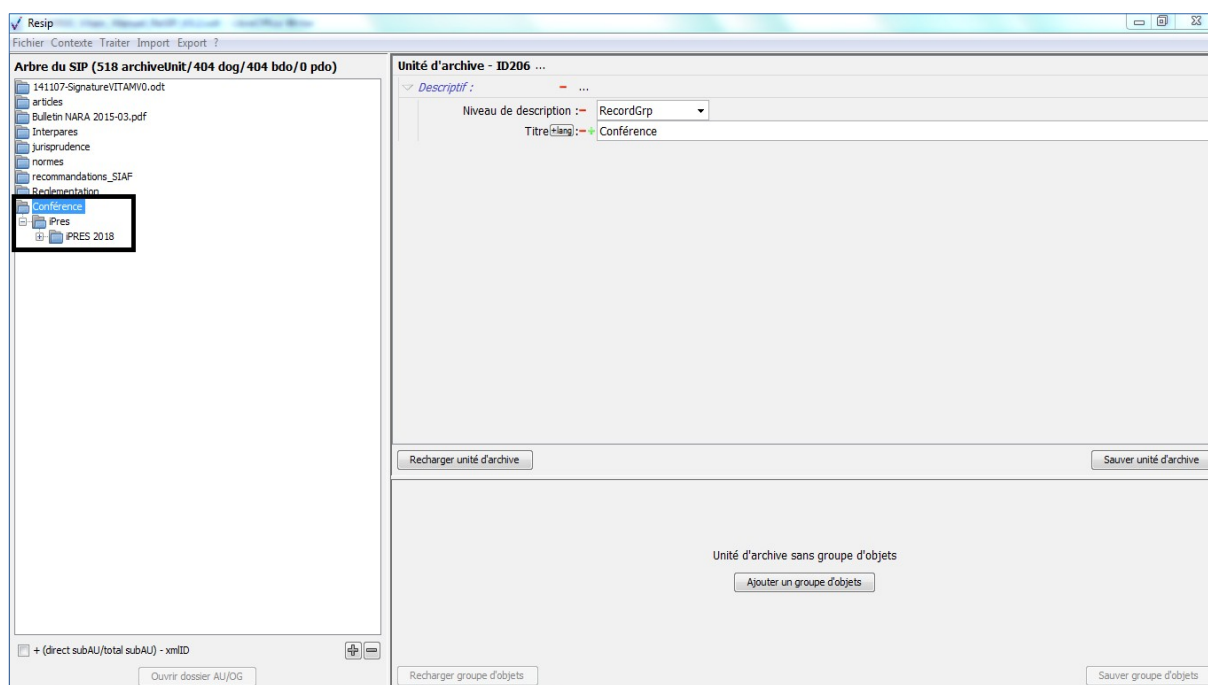 Resip
Fichier Contexte Traiter Import Export ?
Arbre du SIP (518 archiveUnit/404 dog/404 bdo/0 pdo)
141107-SignatureVITAMV0.odt
articles
Bulletin NARA 2015-03.pdf
Interpares
jurisprudence
normes
recommandations_SIAF
Reglementation
Conférence
iPres
iPRES 2018
+ (direct subAU/total subAU) - xmlID
Ouvrir dossier AU/OG
Unité d'archive - ID206 ...
Descriptif : - ...
Niveau de description :- RecordGrp
Titre +lang :- + Conférence
Recharger unité d'archive
Sauver unité d'archive
Unité d'archive sans groupe d'objets
Ajouter un groupe d'objets
Recharger groupe d'objets
Sauver groupe d'objets